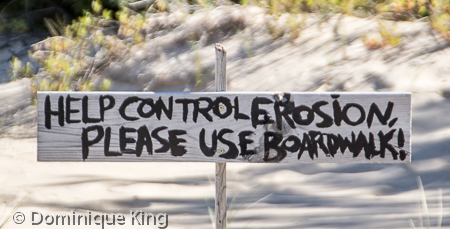 HELP CONTROL EROSION,
PLEASE USE BOARDWALK!
© Dominique King